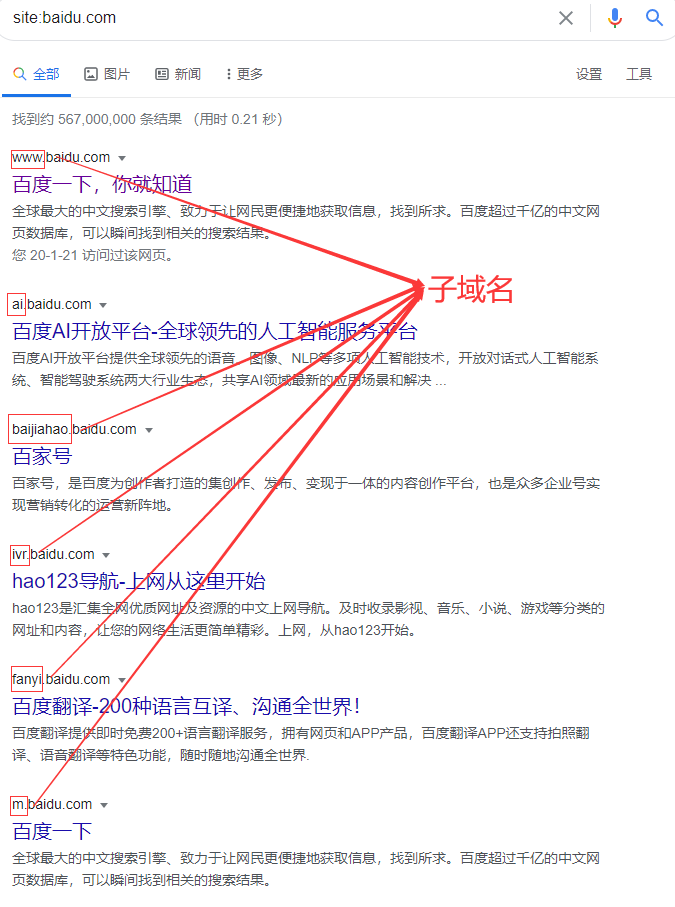 site:baidu.com
全部 图片 新闻 更多 设置 工具
找到约 567,000,000 条结果 （用时 0.21 秒）
www.baidu.com
百度一下，你就知道
全球最大的中文搜索引擎、致力于让网民更便捷地获取信息，找到所求。百度超过千亿的中文网
页数据库，可以瞬间找到相关的搜索结果。
您 20-1-21 访问过该网页。
子域名
ai.baidu.com
百度AI开放平台-全球领先的人工智能服务平台
百度AI开放平台提供全球领先的语音、图像、NLP等多项人工智能技术，开放对话式人工智能系
统、智能驾驶系统两大行业生态，共享AI领域最新的应用场景和解决 ...
baijiahao.baidu.com
百家号
百家号，是百度为创作者打造的集创作、发布、变现于一体的内容创作平台，也是众多企业号实
现营销转化的运营新阵地。
ivr.baidu.com
hao123导航-上网从这里开始
hao123是汇集全网优质网址及资源的中文上网导航。及时收录影视、音乐、小说、游戏等分类的
网址和内容，让您的网络生活更简单精彩。上网，从hao123开始。
fanyi.baidu.com
百度翻译-200种语言互译、沟通全世界！
百度翻译提供即时免费200+语言翻译服务，拥有网页和APP产品，百度翻译APP还支持拍照翻
译、语音翻译等特色功能，随时随地沟通全世界.
m.baidu.com
百度一下
全球最大的中文搜索引擎、致力于让网民更便捷地获取信息，找到所求。百度超过千亿的中文网
页数据库，可以瞬间找到相关的搜索结果。